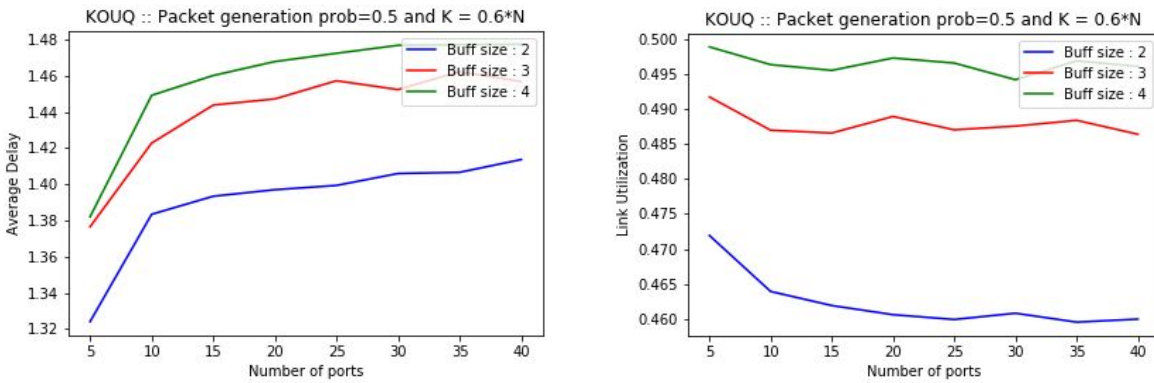 KOUQ :: Packet generation prob=0.5 and K = 0.6*N
1.48
1.46
1.44
1.42
1.40
1.38
1.36
1.34
1.32
Average Delay
Buff size : 2
Buff size : 3
Buff size : 4
5 10 15 20 25 30 35 40
Number of ports
KOUQ :: Packet generation prob=0.5 and K = 0.6*N
0.500
0.495
0.490
0.485
0.480
0.475
0.470
0.465
0.460
Link Utilization
Buff size : 2
Buff size : 3
Buff size : 4
5 10 15 20 25 30 35 40
Number of ports